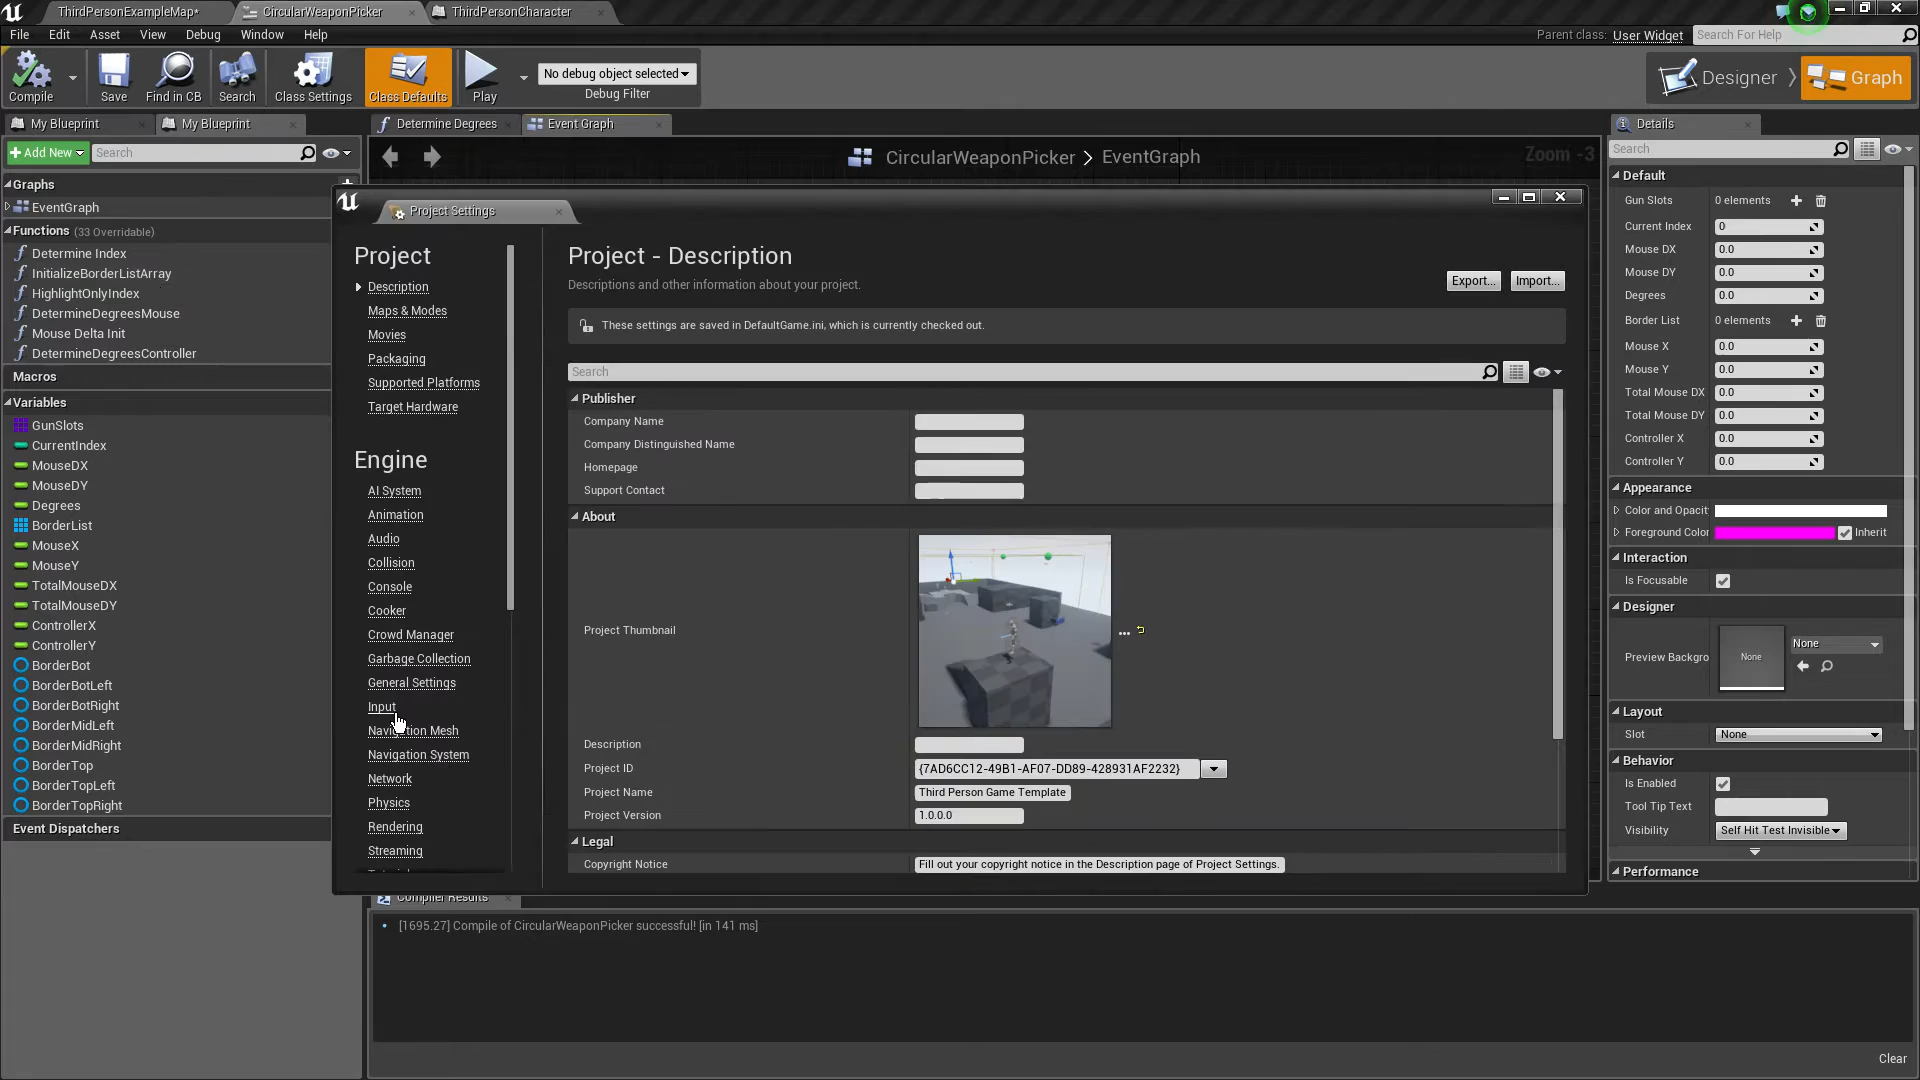 ThirdPersonExampleMap*
CircularWeaponPicker
ThirdPersonCharacter
File Edit Asset View Debug Window Help
Parent class: User Widget
Search For Help
Compile
Save
Find in CB
Search
Class Settings
Class Defaults
Play
No debug object selected
Debug Filter
Designer
Graph
My Blueprint
My Blueprint
Determine Degrees
Event Graph
Details
Add New
Search
CircularWeaponPicker > EventGraph
Zoom -3
Search
Graphs
EventGraph
Functions (33 Overridable)
Determine Index
InitializeBorderListArray
HighlightOnlyIndex
DetermineDegreesMouse
Mouse Delta Init
DetermineDegreesController
Macros
Variables
GunSlots
CurrentIndex
MouseDX
MouseDY
Degrees
BorderList
MouseX
MouseY
TotalMouseDX
TotalMouseDY
ControllerX
ControllerY
BorderBot
BorderBotLeft
BorderBotRight
BorderMidLeft
BorderMidRight
BorderTop
BorderTopLeft
BorderTopRight
Event Dispatchers
Project Settings
Project
Description
Maps & Modes
Movies
Packaging
Supported Platforms
Target Hardware
Engine
AI System
Animation
Audio
Collision
Console
Cooker
Crowd Manager
Garbage Collection
General Settings
Input
Navigation Mesh
Navigation System
Network
Physics
Rendering
Streaming
Project - Description
Descriptions and other information about your project.
Export...
Import...
These settings are saved in DefaultGame.ini, which is currently checked out.
Search
Publisher
Company Name
Company Distinguished Name
Homepage
Support Contact
About
Project Thumbnail
Description
Project ID {7AD6CC12-49B1-AF07-DD89-428931AF2232}
Project Name Third Person Game Template
Project Version 1.0.0.0
Legal
Copyright Notice Fill out your copyright notice in the Description page of Project Settings.
Default
Gun Slots 0 elements
Current Index 0
Mouse DX 0.0
Mouse DY 0.0
Degrees 0.0
Border List 0 elements
Mouse X 0.0
Mouse Y 0.0
Total Mouse DX 0.0
Total Mouse DY 0.0
Controller X 0.0
Controller Y 0.0
Appearance
Color and Opacit
Foreground Color Inherit
Interaction
Is Focusable
Designer
Preview Backgro None None
Layout
Slot None
Behavior
Is Enabled
Tool Tip Text
Visibility Self Hit Test Invisible
Performance
Compiler Results
[1695.27] Compile of CircularWeaponPicker successful! [in 141 ms]
Clear